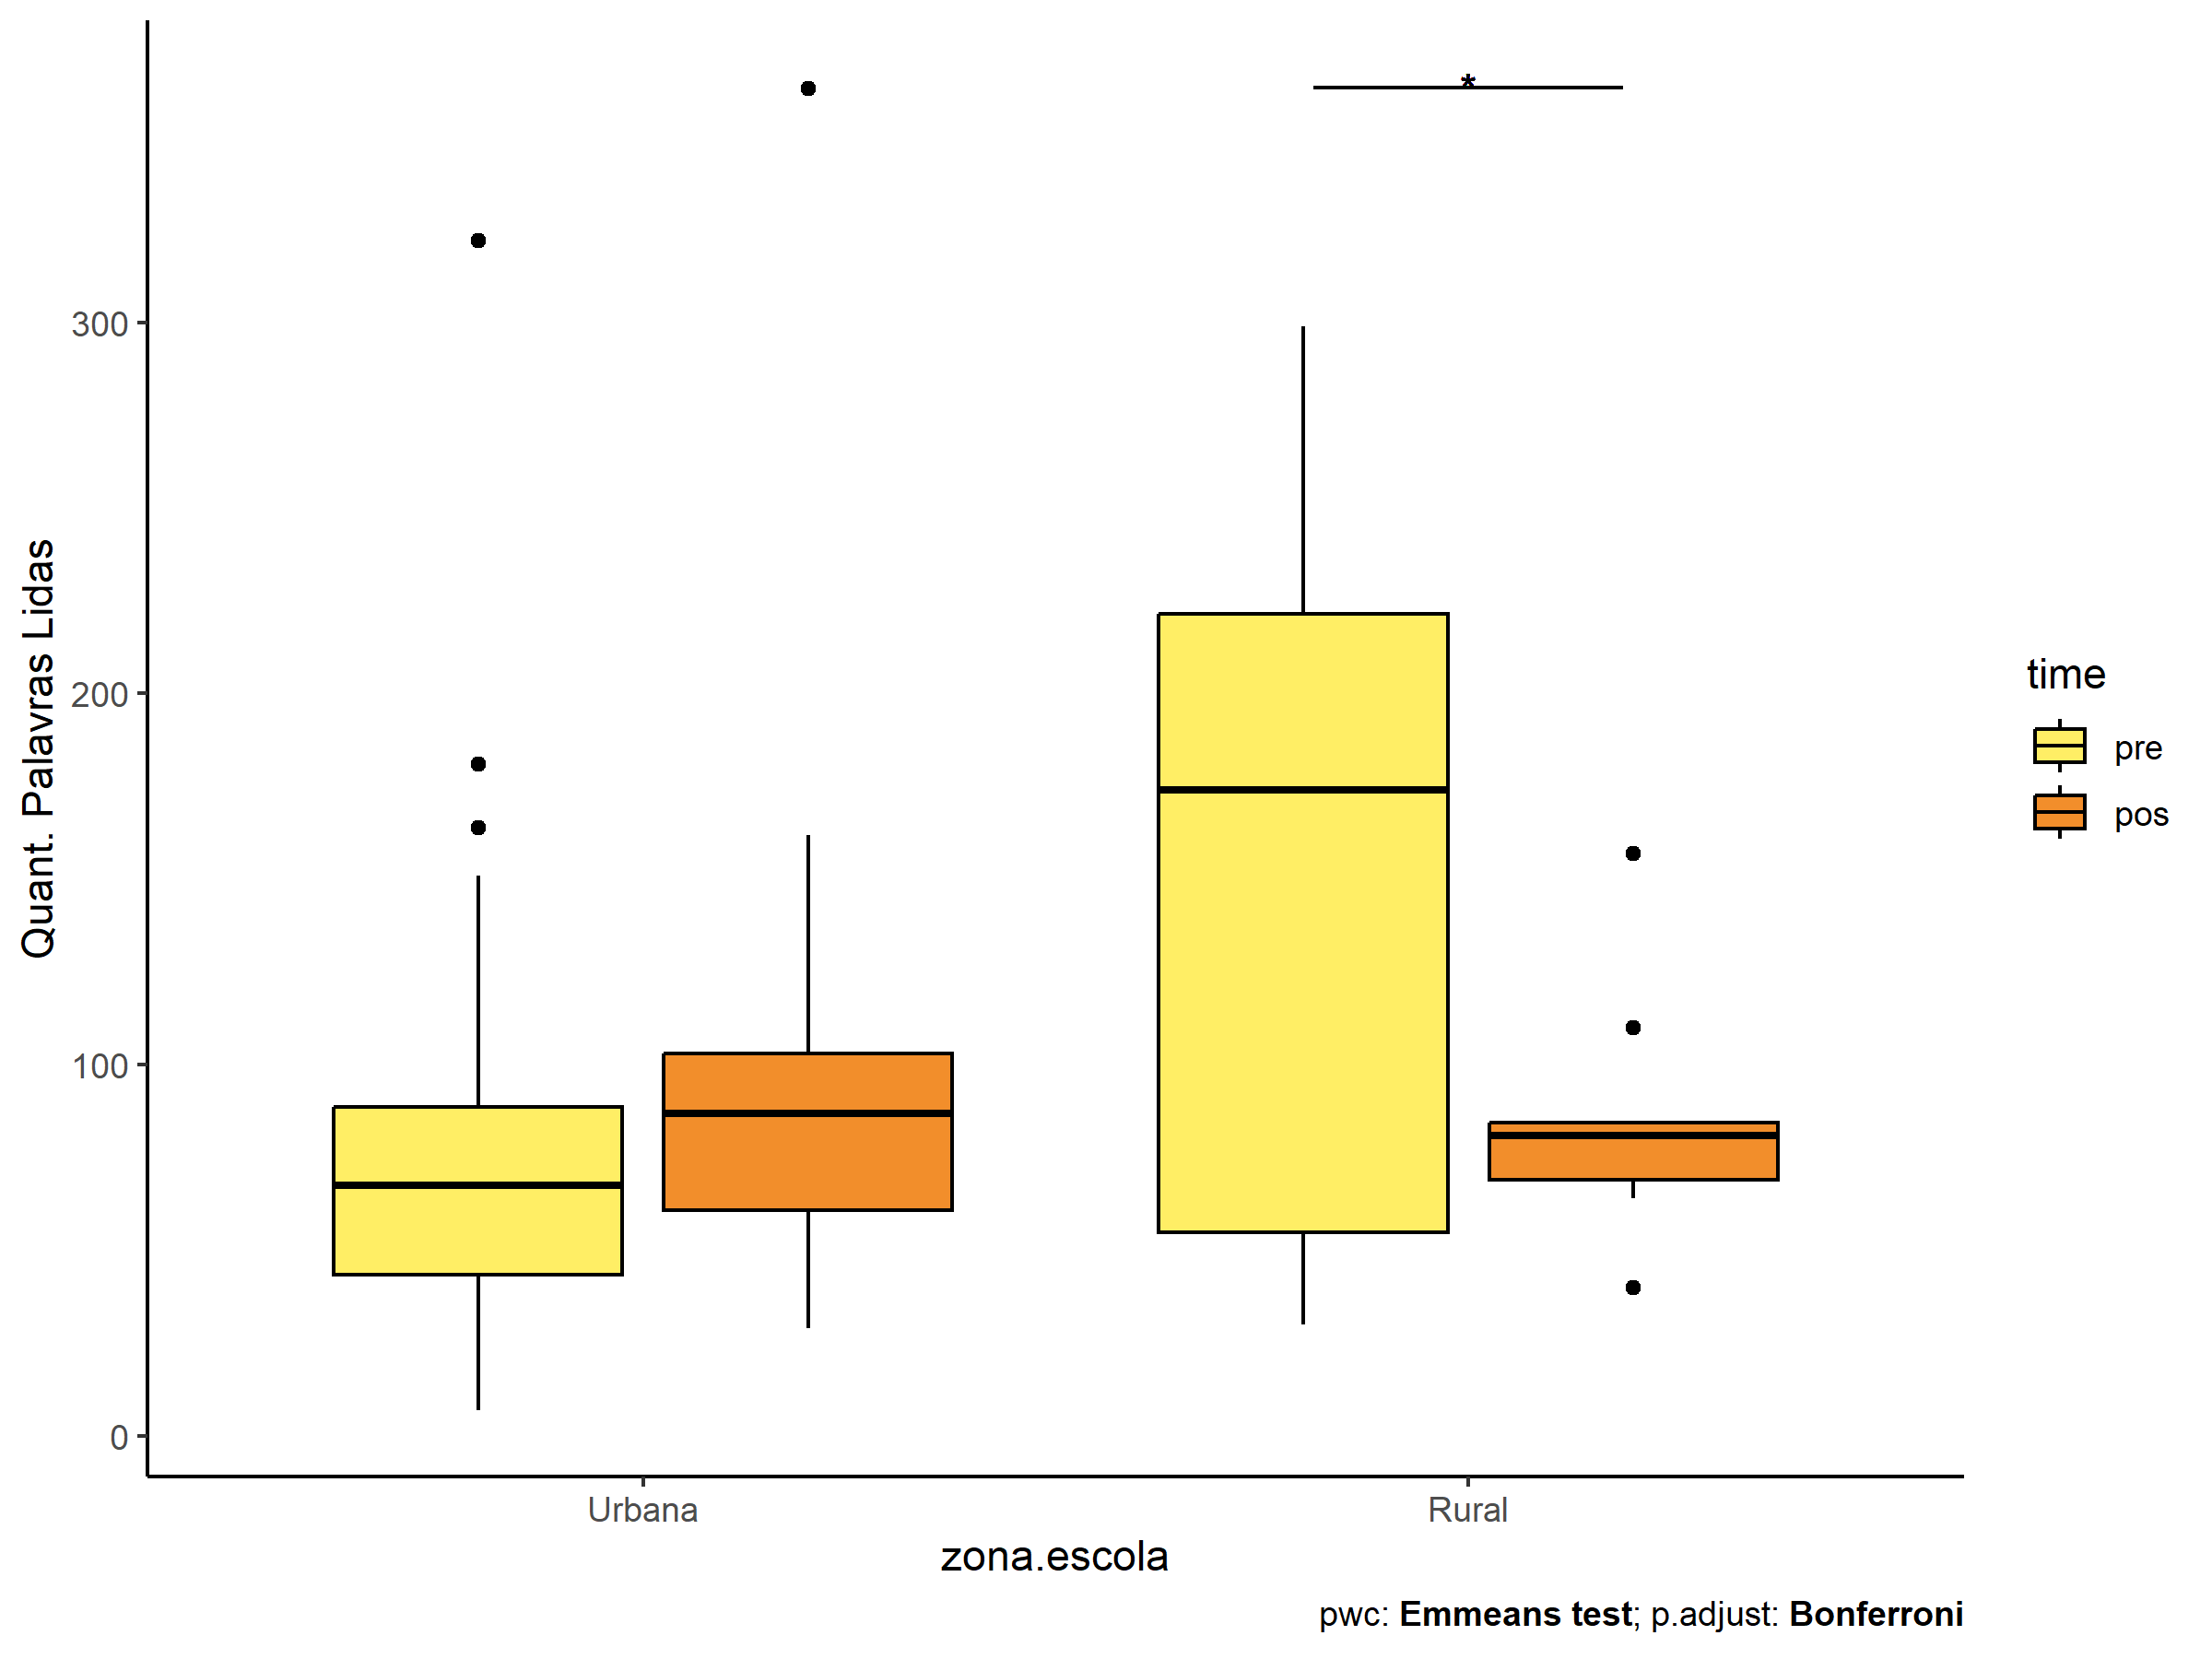 *
300
200
100
0
Quant. Palavras Lidas
Urbana
Rural
zona.escola
time
pre
pos
pwc: Emmeans test; p.adjust: Bonferroni